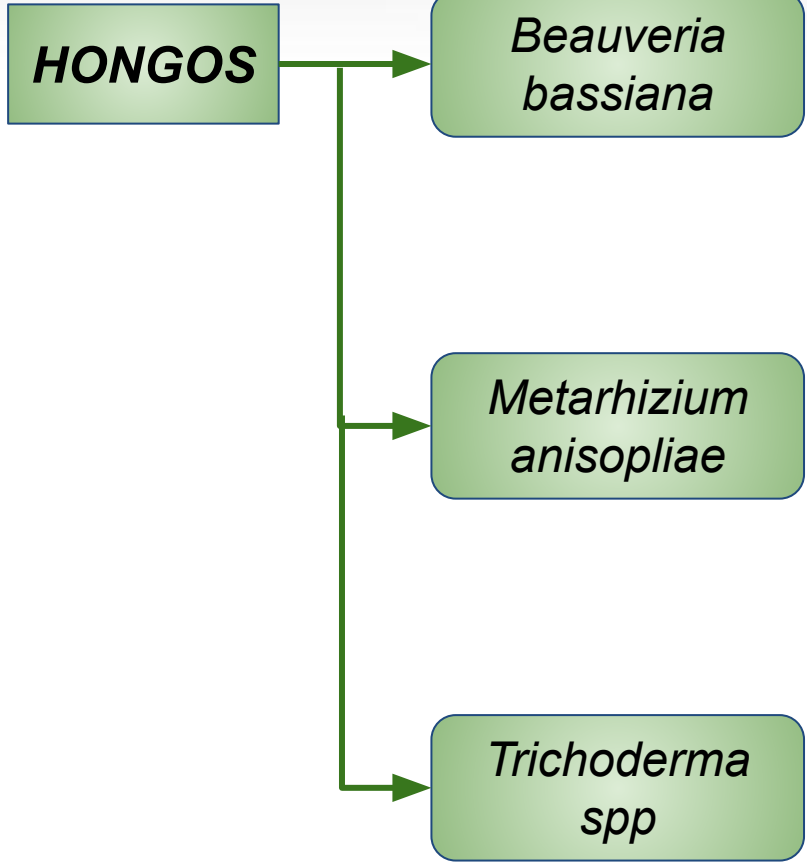 HONGOS
Beauveria
bassiana
Metarhizium
anisopliae
Trichoderma
spp